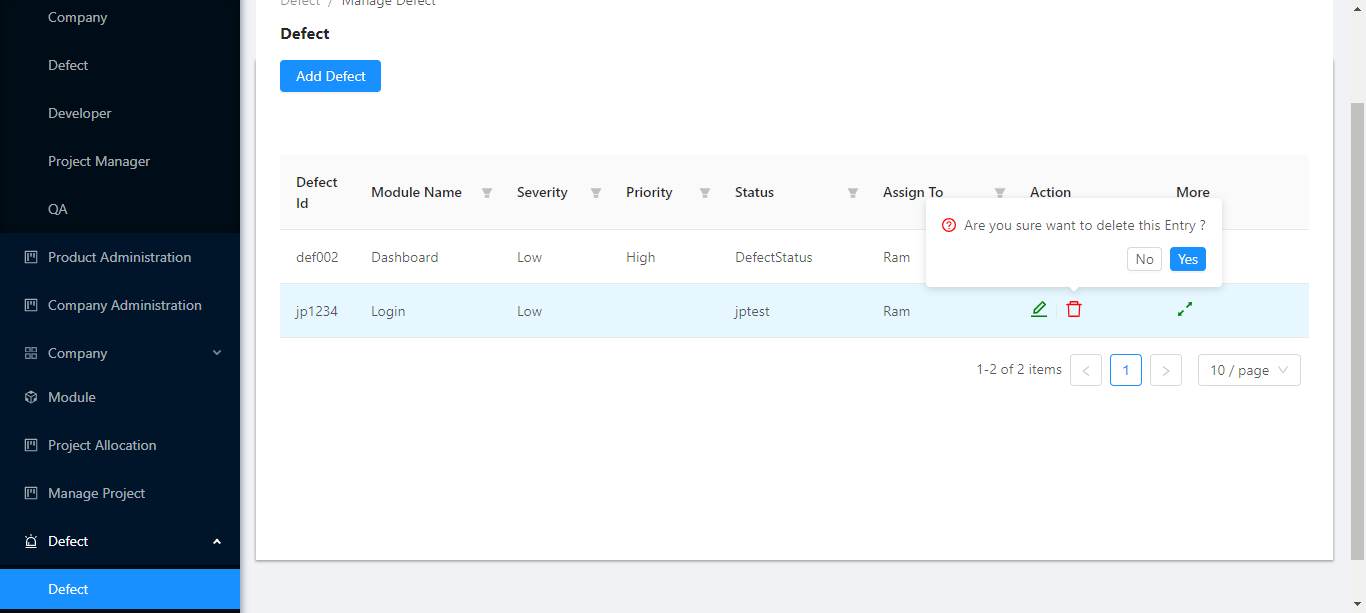 Company
Defect
Developer
Project Manager
QA
Product Administration
Company Administration
Company
Module
Project Allocation
Manage Project
Defect
Defect
Defect / Manage Defect
Defect
Add Defect
Defect Id Module Name Severity Priority Status Assign To Action More
Are you sure want to delete this Entry ?
No Yes
def002 Dashboard Low High DefectStatus Ram
jp1234 Login Low jptest Ram
1-2 of 2 items < 1 > 10 / page